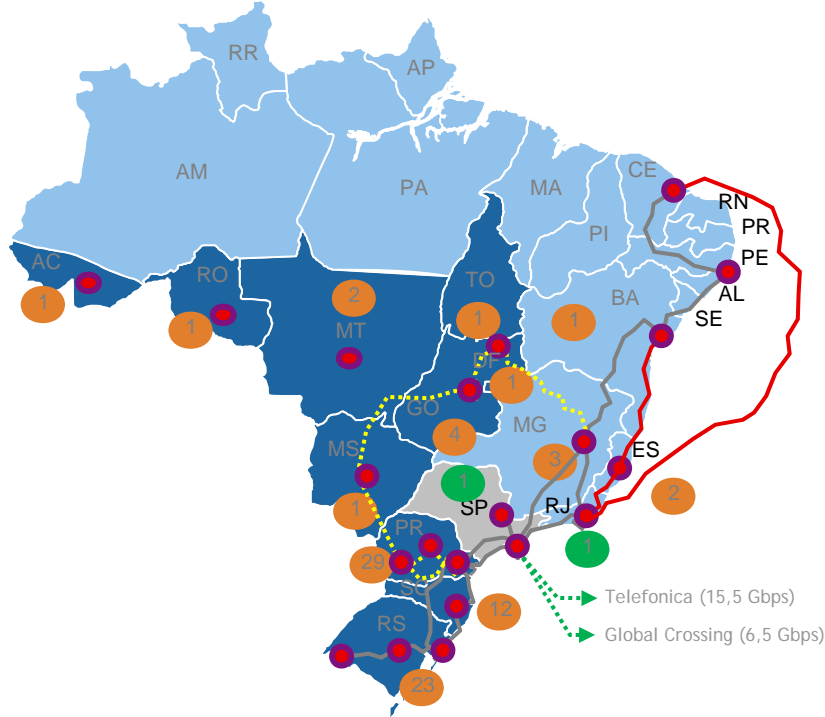 RR
AP
AM
PA
MA
CE
RN
PR
PI
PE
AC
RO
TO
BA
AL
SE
1
2
1
1
1
MT
DF
1
GO
MG
4
MS
3
ES
1
2
SP
RJ
1
PR
1
29
SC
Telefonica (15,5 Gbps)
12
RS
Global Crossing (6,5 Gbps)
23